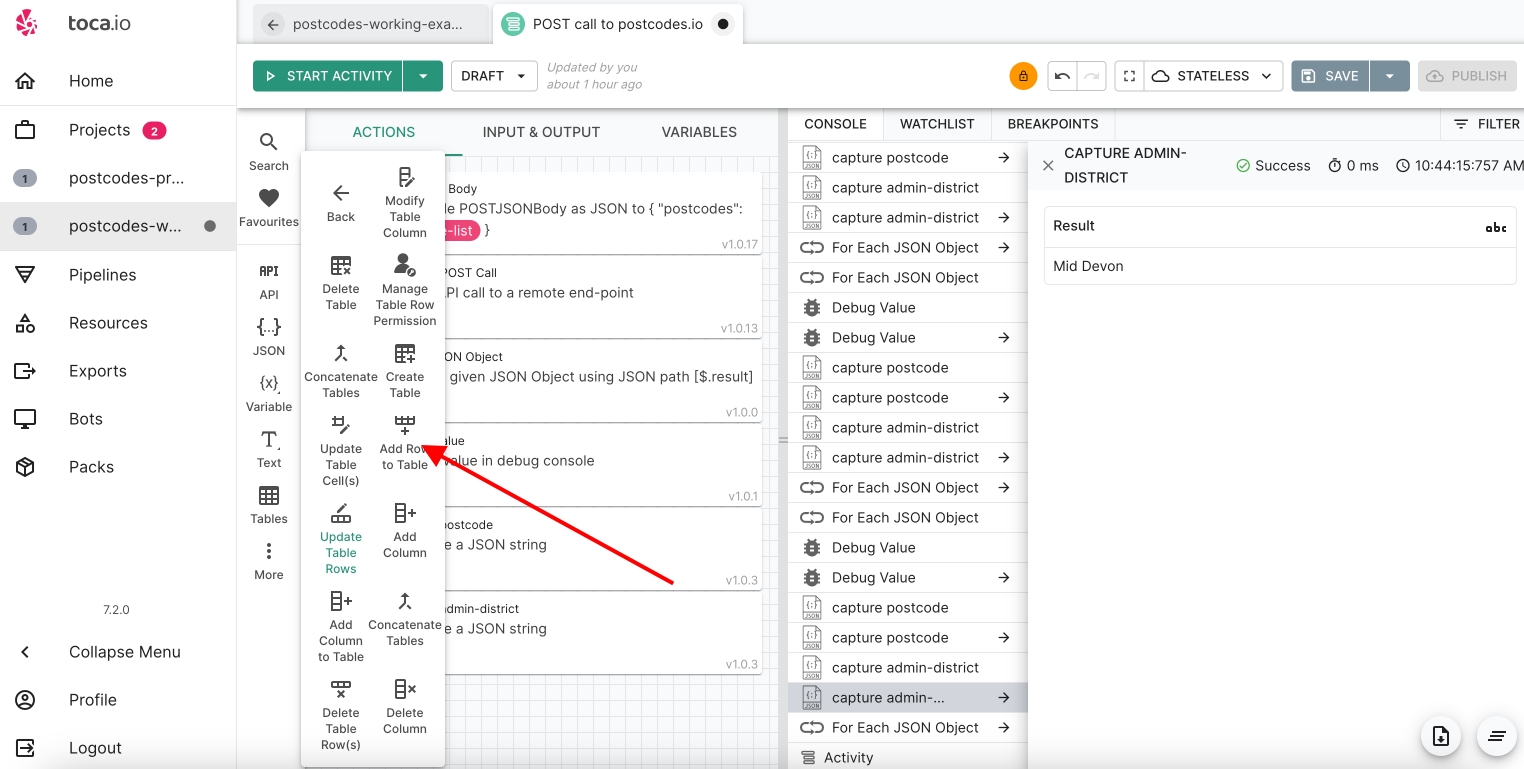 toca.io
postcodes-working-exa...
POST call to postcodes.io
START ACTIVITY
DRAFT
Updated by you
about 1 hour ago
STATELESS
SAVE
PUBLISH
Home
Projects
2
1
postcodes-pr...
1
postcodes-w...
Pipelines
Resources
Exports
Bots
Packs
7.2.0
Collapse Menu
Profile
Logout
Search
Favourites
API
API
{...}
JSON
{x}
Variable
T
Text
Tables
More
ACTIONS
INPUT & OUTPUT
VARIABLES
Back
Modify
Table
Column
Delete
Table
Manage
Table Row
Permission
Concatenate
Tables
Create
Table
Update
Table
Cell(s)
Add Row
to Table
Update
Table
Rows
Add
Column
Add
Column
to Table
Concatenate
Tables
Delete
Table
Row(s)
Delete
Column
Body
le POSTJSONBody as JSON to { "postcodes":
-list }
v1.0.17
POST Call
API call to a remote end-point
v1.0.13
ON Object
given JSON Object using JSON path [$.result]
v1.0.0
alue
value in debug console
v1.0.1
postcode
e a JSON string
v1.0.3
admin-district
e a JSON string
v1.0.3
CONSOLE
WATCHLIST
BREAKPOINTS
FILTER
capture postcode
capture admin-district
capture admin-district
For Each JSON Object
For Each JSON Object
Debug Value
Debug Value
capture postcode
capture postcode
capture admin-district
capture admin-district
For Each JSON Object
For Each JSON Object
Debug Value
Debug Value
capture postcode
capture postcode
capture admin-district
capture admin-...
For Each JSON Object
Activity
CAPTURE ADMIN-
DISTRICT
Success
0 ms
10:44:15:757 AM
Result
abc
Mid Devon